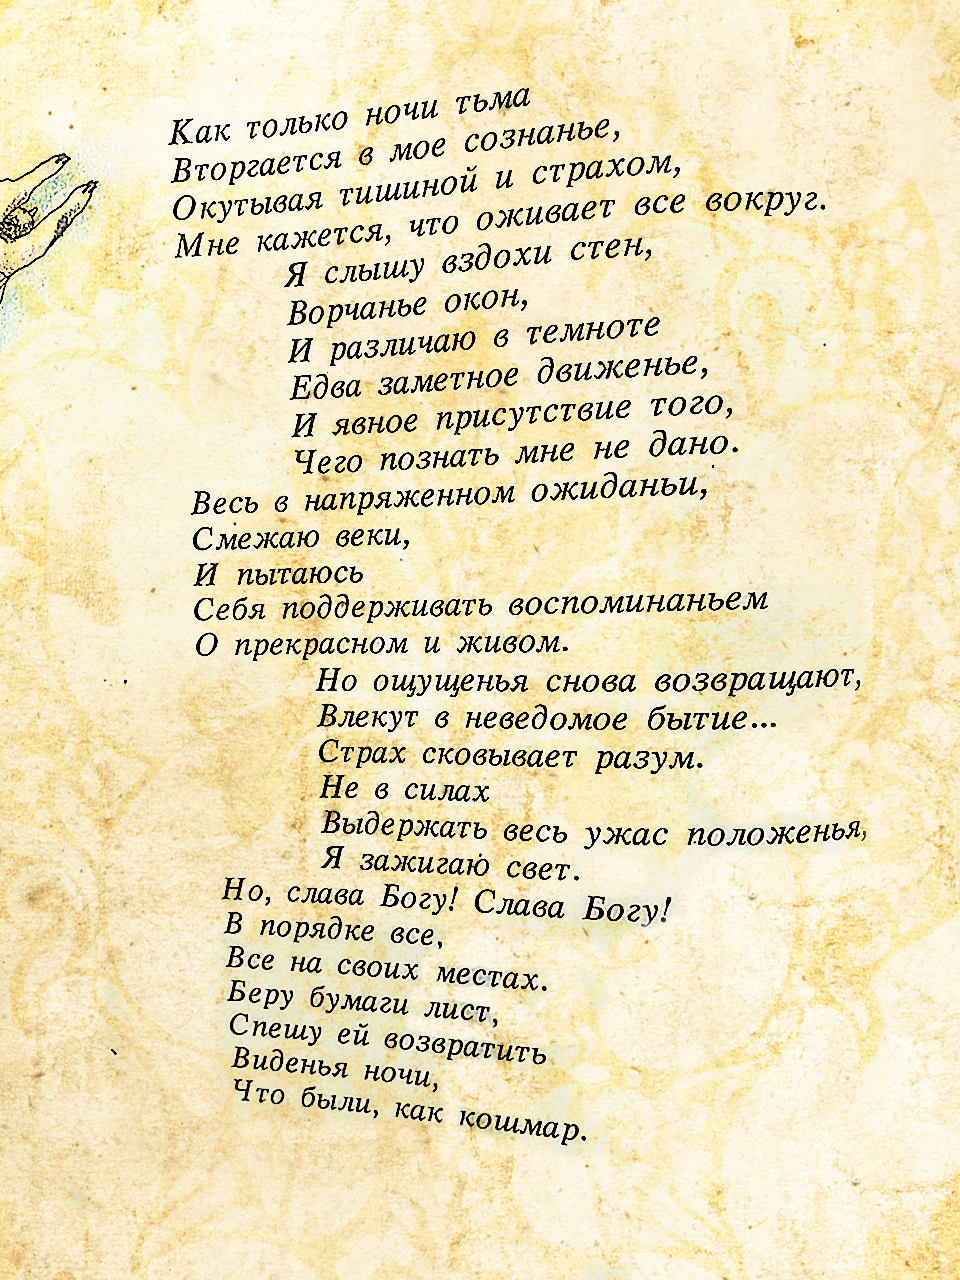 Как только ночи тьма
Вторгается в мое сознанье,
Окутывая тишиной и страхом,
Мне кажется, что оживает все вокруг.
Я слышу вздохи стен,
Ворчанье окон,
И различаю в темноте
Едва заметное движенье,
И явное присутствие того,
Чего познать мне не дано.
Весь в напряженном ожиданьи,
Смежаю веки,
И пытаюсь
Себя поддерживать воспоминаньем
О прекрасном и живом.
Но ощущенья снова возвращают,
Влекут в неведомое бытие...
Страх сковывает разум.
Не в силах
Выдержать весь ужас положенья,
Я зажигаю свет.
Но, слава Богу! Слава Богу!
В порядке все,
Все на своих местах.
Беру бумаги лист,
Спешу ей возвратить
Виденья ночи,
Что были, как кошмар.